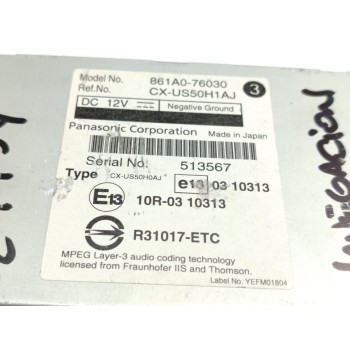 Model No. 861A0-76030
Ref.No. CX-US50H1AJ 3
DC 12V Negative Ground
Panasonic Corporation Made in Japan
Serial No. 513567
Type CX-US50H0AJ e13 03 10313
E13 10R-03 10313
R31017-ETC
MPEG Layer-3 audio coding technology
licensed from Fraunhofer IIS and Thomson.
Label No. YEFM01804